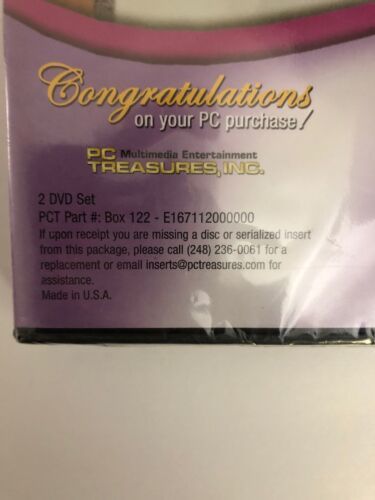 Congratulations
on your PC purchase!
PC Multimedia Entertainment
TREASURES, INC.
2 DVD Set
PCT Part #: Box 122 - E167112000000
If upon receipt you are missing a disc or serialized insert
from this package, please call (248) 236-0061 for a
replacement or email inserts@pctreasures.com for
assistance.
Made in U.S.A.